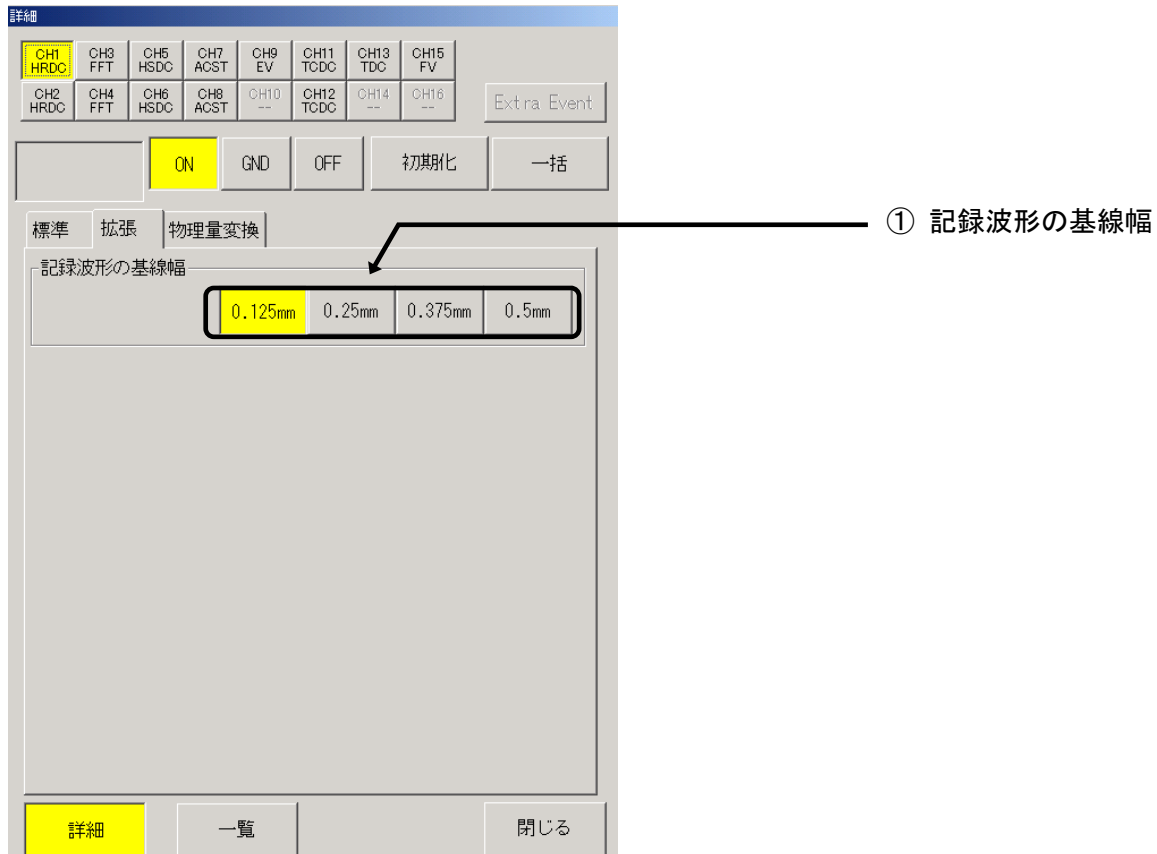 詳細
CH1 CH3 CH5 CH7 CH9 CH11 CH13 CH15
HRDC FFT HSDC ACST EV TCDC TDC FV
CH2 CH4 CH6 CH8 CH10 CH12 CH14 CH16
HRDC FFT HSDC ACST -- TCDC -- --
Extra Event
ON GND OFF 初期化 一括
標準 拡張 物理量変換
① 記録波形の基線幅
記録波形の基線幅
0.125mm 0.25mm 0.375mm 0.5mm
詳細 一覧 閉じる